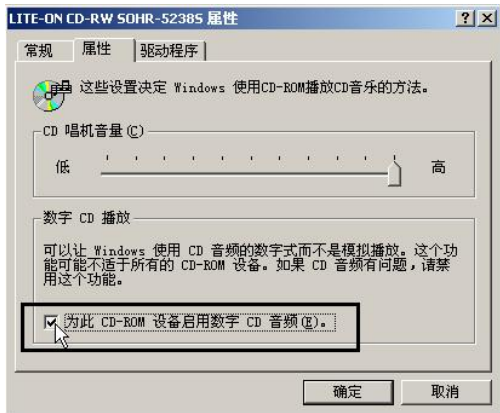 LITE-ON CD-RW SOHR-5238S 属性
常规 属性 驱动程序
这些设置决定 Windows 使用CD-ROM播放CD音乐的方法。
CD 唱机音量(C)
低 高
数字 CD 播放
可以让 Windows 使用 CD 音频的数字式而不是模拟播放。这个功
能可能不适于所有的 CD-ROM 设备。如果 CD 音频有问题,请禁
用这个功能。
为此 CD-ROM 设备启用数字 CD 音频(E)。
确定 取消